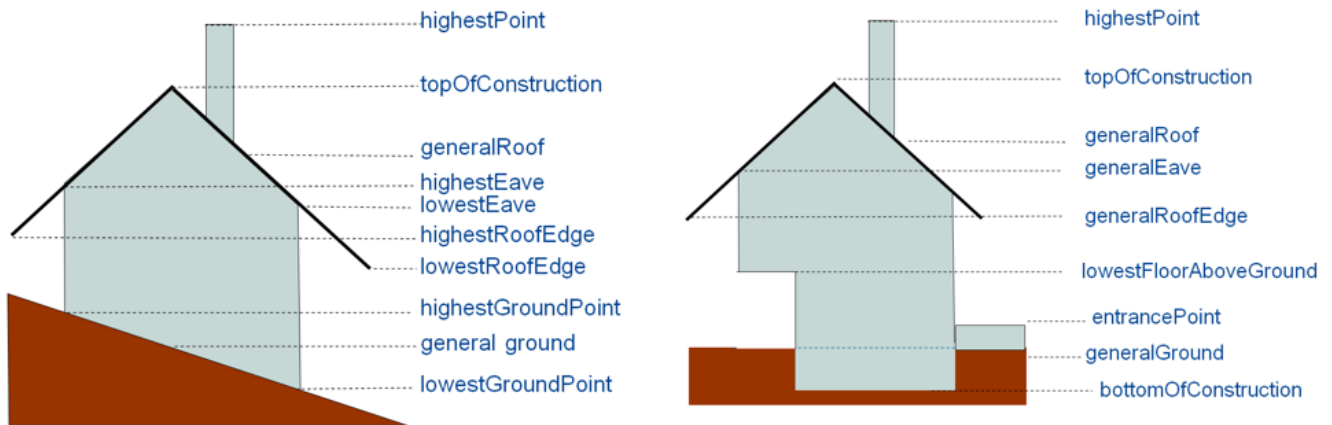 highestPoint
topOfConstruction
generalRoof
highestEave
lowestEave
highestRoofEdge
lowestRoofEdge
highestGroundPoint
general ground
lowestGroundPoint
highestPoint
topOfConstruction
generalRoof
generalEave
generalRoofEdge
lowestFloorAboveGround
entrancePoint
generalGround
bottomOfConstruction